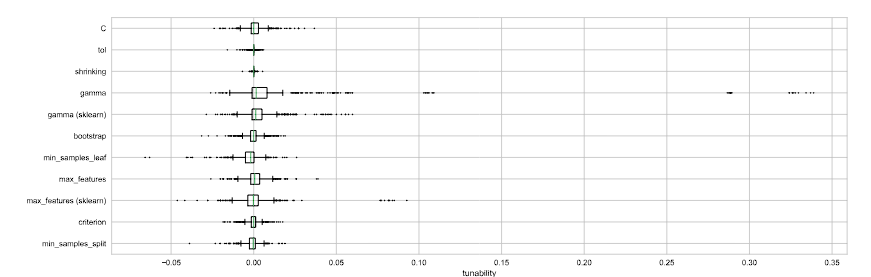 C
tol
shrinking
gamma
gamma (sklearn)
bootstrap
min_samples_leaf
max_features
max_features (sklearn)
criterion
min_samples_split
−0.05 0.00 0.05 0.10 0.15 0.20 0.25 0.30 0.35
tunability